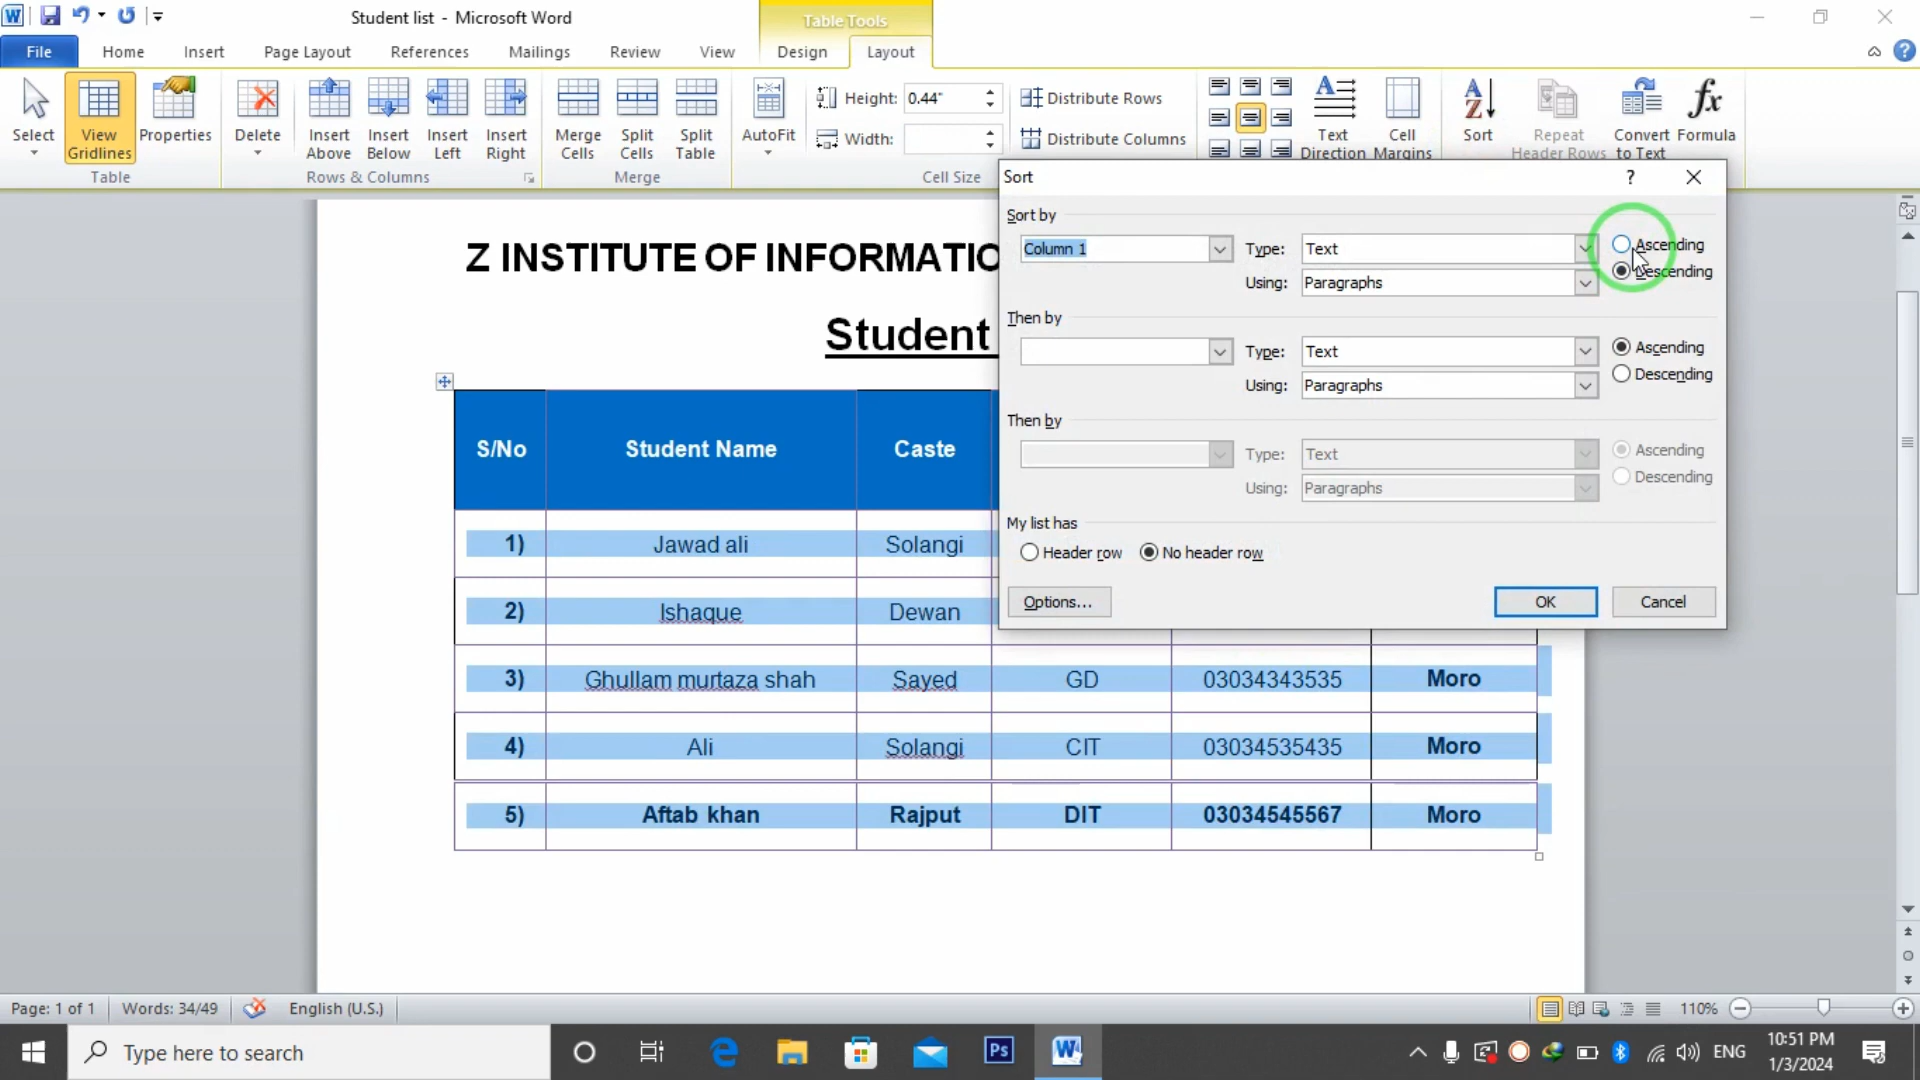 Student list - Microsoft Word
Table Tools
File Home Insert Page Layout References Mailings Review View Design Layout
Select
View
Gridlines
Properties
Table
Delete
Insert
Above
Insert
Below
Insert
Left
Insert
Right
Rows & Columns
Merge
Cells
Split
Cells
Split
Table
Merge
AutoFit
Height: 0.44"
Width:
Distribute Rows
Distribute Columns
Cell Size
Text
Direction
Cell
Margins
Sort
Repeat
Header Rows
Convert
to Text
Formula
Z INSTITUTE OF INFORMATIO
Student
S/No Student Name Caste
1) Jawad ali Solangi
2) Ishaque Dewan
3) Ghullam murtaza shah Sayed GD 03034343535 Moro
4) Ali Solangi CIT 03034535435 Moro
5) Aftab khan Rajput DIT 03034545567 Moro
Sort
?
Sort by
Column 1 Type: Text Ascending
Using: Paragraphs Descending
Then by
Type: Text Ascending
Using: Paragraphs Descending
Then by
Type: Text Ascending
Using: Paragraphs Descending
My list has
Header row No header row
Options... OK Cancel
Page: 1 of 1 Words: 34/49 English (U.S.) 110%
Type here to search
Ps
ENG
10:51 PM
1/3/2024